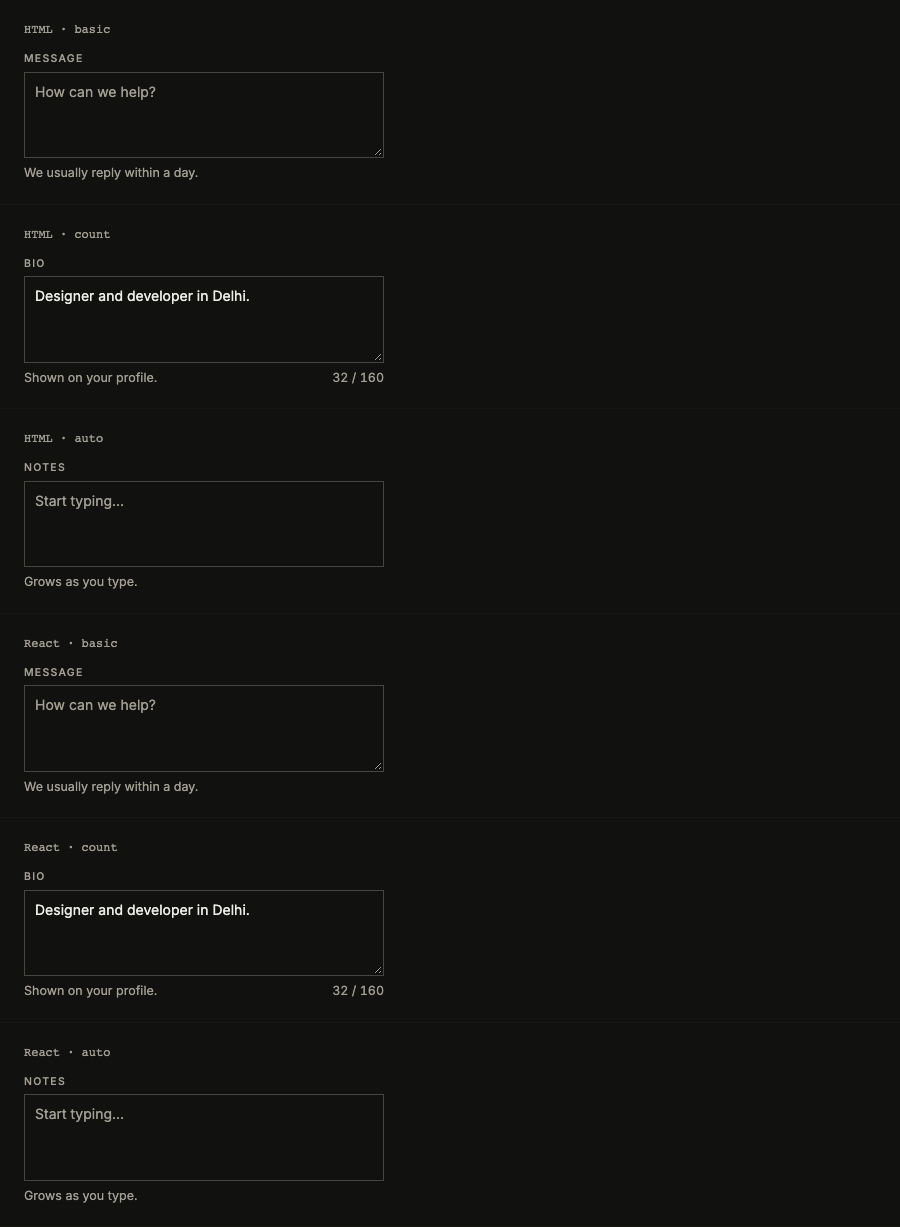 HTML · basic
MESSAGE
How can we help?
We usually reply within a day.
HTML · count
BIO
Designer and developer in Delhi.
Shown on your profile.
32 / 160
HTML · auto
NOTES
Start typing...
Grows as you type.
React · basic
MESSAGE
How can we help?
We usually reply within a day.
React · count
BIO
Designer and developer in Delhi.
Shown on your profile.
32 / 160
React · auto
NOTES
Start typing...
Grows as you type.